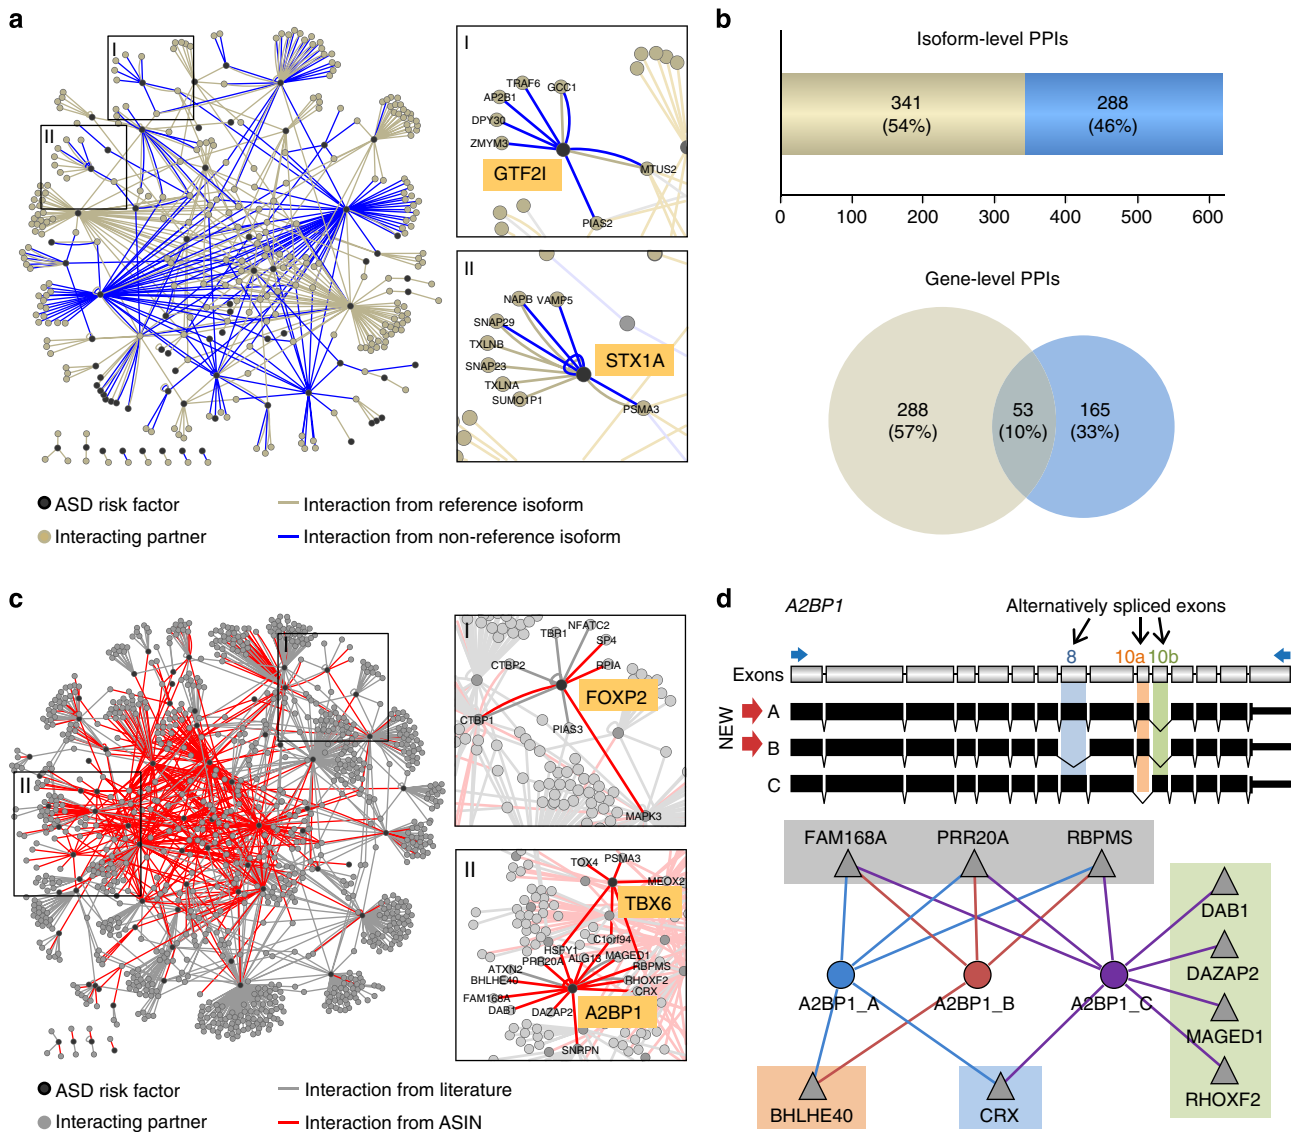 a
I
II
I
TRAF6
GCC1
AP2B1
DPY30
ZMYM3
GTF2I
MTUS2
PIAS2
II
NAPB VAMP5
SNAP29
TXLNB
STX1A
SNAP23
TXLNA
SUMO1P1
PSMA3
ASD risk factor
Interaction from reference isoform
Interacting partner
Interaction from non-reference isoform
b
Isoform-level PPIs
341
(54%)
288
(46%)
0 100 200 300 400 500 600
Gene-level PPIs
288
(57%)
53
(10%)
165
(33%)
c
I
II
I
NFATC2
TBR1
SP4
CTBP2
RPIA
FOXP2
CTBP1
PIAS3
MAPK3
II
TOX4
PSMA3
MEOX2
TBX6
C1orf94
HSFY1
MAGED1
PRR20A
ALG13
ATXN2
RBPMS
BHLHE40
RHOXF2
CRX
FAM168A
DAB1
DAZAP2
A2BP1
SNRPN
ASD risk factor
Interaction from literature
Interacting partner
Interaction from ASIN
d
A2BP1
Alternatively spliced exons
8
10a
10b
Exons
NEW
A
B
C
FAM168A
PRR20A
RBPMS
DAB1
DAZAP2
A2BP1_A
A2BP1_B
A2BP1_C
MAGED1
RHOXF2
BHLHE40
CRX